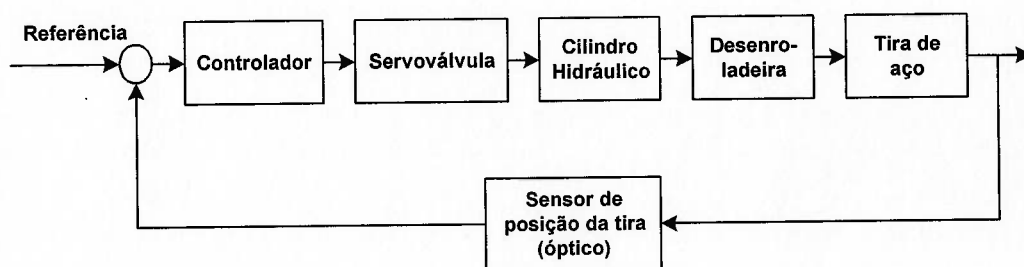 Referência
Controlador
Servoválvula
Cilindro
Hidráulico
Desenro-
ladeira
Tira de
aço
Sensor de
posição da tira
(óptico)